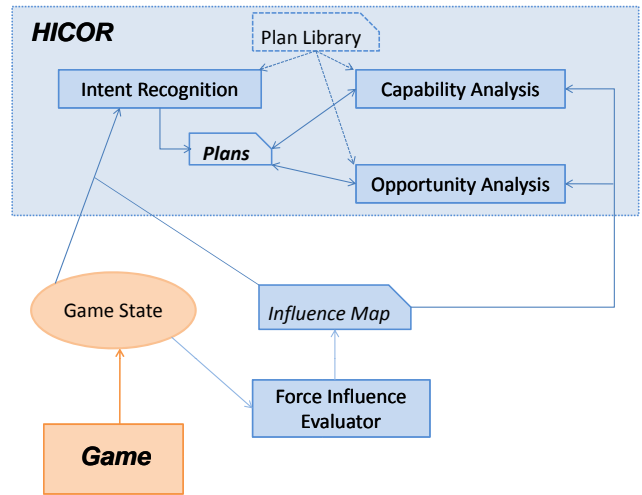 HICOR
Plan Library
Intent Recognition
Capability Analysis
Plans
Opportunity Analysis
Game State
Influence Map
Force Influence
Evaluator
Game